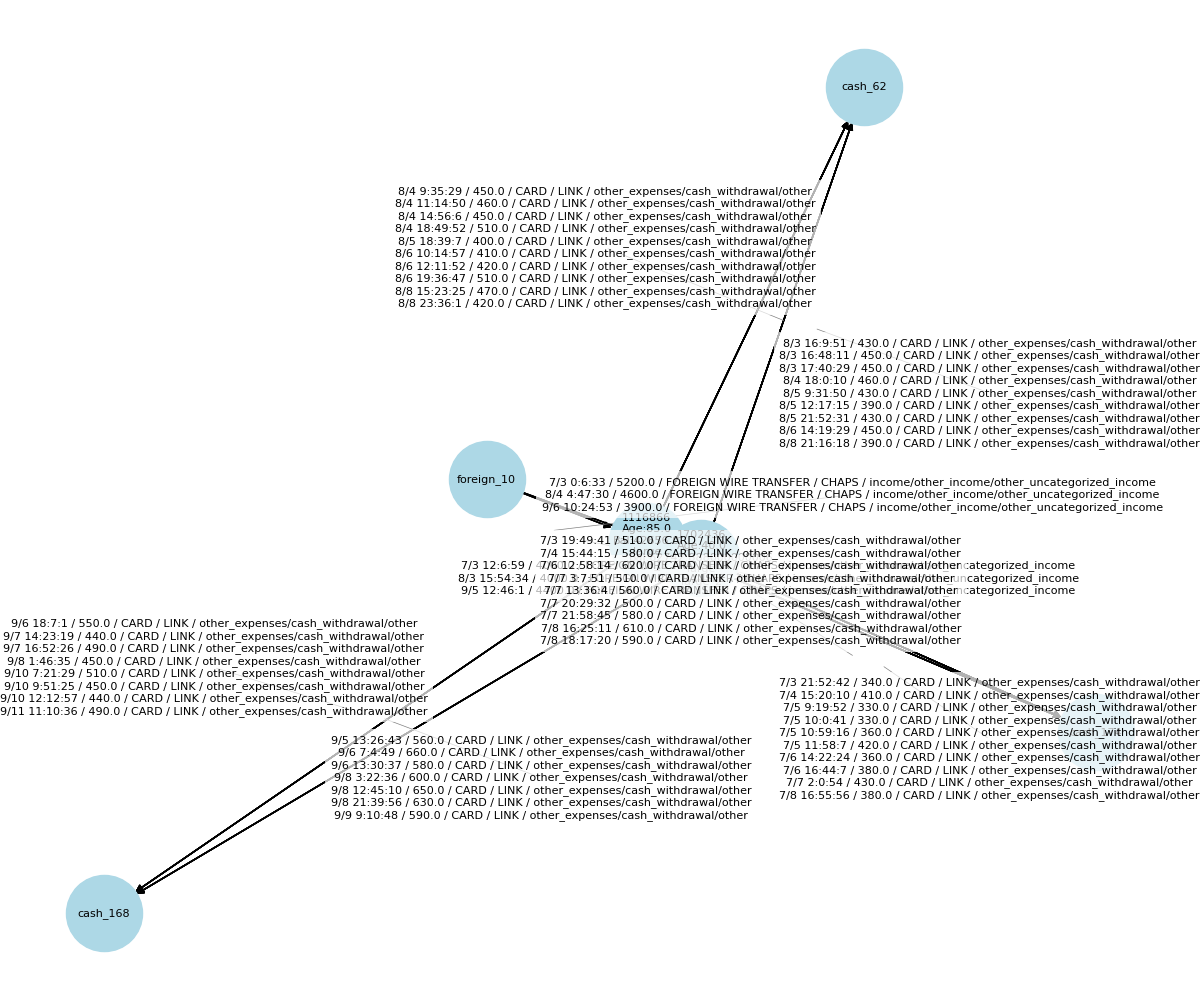 cash_62
8/4 9:35:29 / 450.0 / CARD / LINK / other_expenses/cash_withdrawal/other
8/4 11:14:50 / 460.0 / CARD / LINK / other_expenses/cash_withdrawal/other
8/4 14:56:6 / 450.0 / CARD / LINK / other_expenses/cash_withdrawal/other
8/4 18:49:52 / 510.0 / CARD / LINK / other_expenses/cash_withdrawal/other
8/5 18:39:7 / 400.0 / CARD / LINK / other_expenses/cash_withdrawal/other
8/6 10:14:57 / 410.0 / CARD / LINK / other_expenses/cash_withdrawal/other
8/6 12:11:52 / 420.0 / CARD / LINK / other_expenses/cash_withdrawal/other
8/6 19:36:47 / 510.0 / CARD / LINK / other_expenses/cash_withdrawal/other
8/8 15:23:25 / 470.0 / CARD / LINK / other_expenses/cash_withdrawal/other
8/8 23:36:1 / 420.0 / CARD / LINK / other_expenses/cash_withdrawal/other
8/3 16:9:51 / 430.0 / CARD / LINK / other_expenses/cash_withdrawal/other
8/3 16:48:11 / 450.0 / CARD / LINK / other_expenses/cash_withdrawal/other
8/3 17:40:29 / 450.0 / CARD / LINK / other_expenses/cash_withdrawal/other
8/4 18:0:10 / 460.0 / CARD / LINK / other_expenses/cash_withdrawal/other
8/5 9:31:50 / 430.0 / CARD / LINK / other_expenses/cash_withdrawal/other
8/5 12:17:15 / 390.0 / CARD / LINK / other_expenses/cash_withdrawal/other
8/5 21:52:31 / 430.0 / CARD / LINK / other_expenses/cash_withdrawal/other
8/6 14:19:29 / 450.0 / CARD / LINK / other_expenses/cash_withdrawal/other
8/8 21:16:18 / 390.0 / CARD / LINK / other_expenses/cash_withdrawal/other
foreign_10
7/3 0:6:33 / 5200.0 / FOREIGN WIRE TRANSFER / CHAPS / income/other_income/other_uncategorized_income
8/4 4:47:30 / 4600.0 / FOREIGN WIRE TRANSFER / CHAPS / income/other_income/other_uncategorized_income
9/6 10:24:53 / 3900.0 / FOREIGN WIRE TRANSFER / CHAPS / income/other_income/other_uncategorized_income
1116866
Age:85.0
7/3 19:49:41 / 510.0 / CARD / LINK / other_expenses/cash_withdrawal/other
7/4 15:44:15 / 580.0 / CARD / LINK / other_expenses/cash_withdrawal/other
7/3 12:6:59 /
7/6 12:58:14 / 620.0 / CARD / LINK / other_expenses/cash_withdrawal/other
categorized_income
8/3 15:54:34 /
7/7 3:7:51 / 510.0 / CARD / LINK / other_expenses/cash_withdrawal/other
categorized_income
9/5 12:46:1 /
7/7 13:36:4 / 560.0 / CARD / LINK / other_expenses/cash_withdrawal/other
categorized_income
7/7 20:29:32 / 500.0 / CARD / LINK / other_expenses/cash_withdrawal/other
7/7 21:58:45 / 580.0 / CARD / LINK / other_expenses/cash_withdrawal/other
7/8 16:25:11 / 610.0 / CARD / LINK / other_expenses/cash_withdrawal/other
7/8 18:17:20 / 590.0 / CARD / LINK / other_expenses/cash_withdrawal/other
9/6 18:7:1 / 550.0 / CARD / LINK / other_expenses/cash_withdrawal/other
9/7 14:23:19 / 440.0 / CARD / LINK / other_expenses/cash_withdrawal/other
9/7 16:52:26 / 490.0 / CARD / LINK / other_expenses/cash_withdrawal/other
9/8 1:46:35 / 450.0 / CARD / LINK / other_expenses/cash_withdrawal/other
9/10 7:21:29 / 510.0 / CARD / LINK / other_expenses/cash_withdrawal/other
9/10 9:51:25 / 450.0 / CARD / LINK / other_expenses/cash_withdrawal/other
9/10 12:12:57 / 440.0 / CARD / LINK / other_expenses/cash_withdrawal/other
9/11 11:10:36 / 490.0 / CARD / LINK / other_expenses/cash_withdrawal/other
7/3 21:52:42 / 340.0 / CARD / LINK / other_expenses/cash_withdrawal/other
7/4 15:20:10 / 410.0 / CARD / LINK / other_expenses/cash_withdrawal/other
7/5 9:19:52 / 330.0 / CARD / LINK / other_expenses/cash_withdrawal/other
7/5 10:0:41 / 330.0 / CARD / LINK / other_expenses/cash_withdrawal/other
7/5 10:59:16 / 360.0 / CARD / LINK / other_expenses/cash_withdrawal/other
7/5 11:58:7 / 420.0 / CARD / LINK / other_expenses/cash_withdrawal/other
7/6 14:22:24 / 360.0 / CARD / LINK / other_expenses/cash_withdrawal/other
7/6 16:44:7 / 380.0 / CARD / LINK / other_expenses/cash_withdrawal/other
7/7 2:0:54 / 430.0 / CARD / LINK / other_expenses/cash_withdrawal/other
7/8 16:55:56 / 380.0 / CARD / LINK / other_expenses/cash_withdrawal/other
9/5 13:26:43 / 560.0 / CARD / LINK / other_expenses/cash_withdrawal/other
9/6 7:4:49 / 660.0 / CARD / LINK / other_expenses/cash_withdrawal/other
9/6 13:30:37 / 580.0 / CARD / LINK / other_expenses/cash_withdrawal/other
9/8 3:22:36 / 600.0 / CARD / LINK / other_expenses/cash_withdrawal/other
9/8 12:45:10 / 650.0 / CARD / LINK / other_expenses/cash_withdrawal/other
9/8 21:39:56 / 630.0 / CARD / LINK / other_expenses/cash_withdrawal/other
9/9 9:10:48 / 590.0 / CARD / LINK / other_expenses/cash_withdrawal/other
cash_168